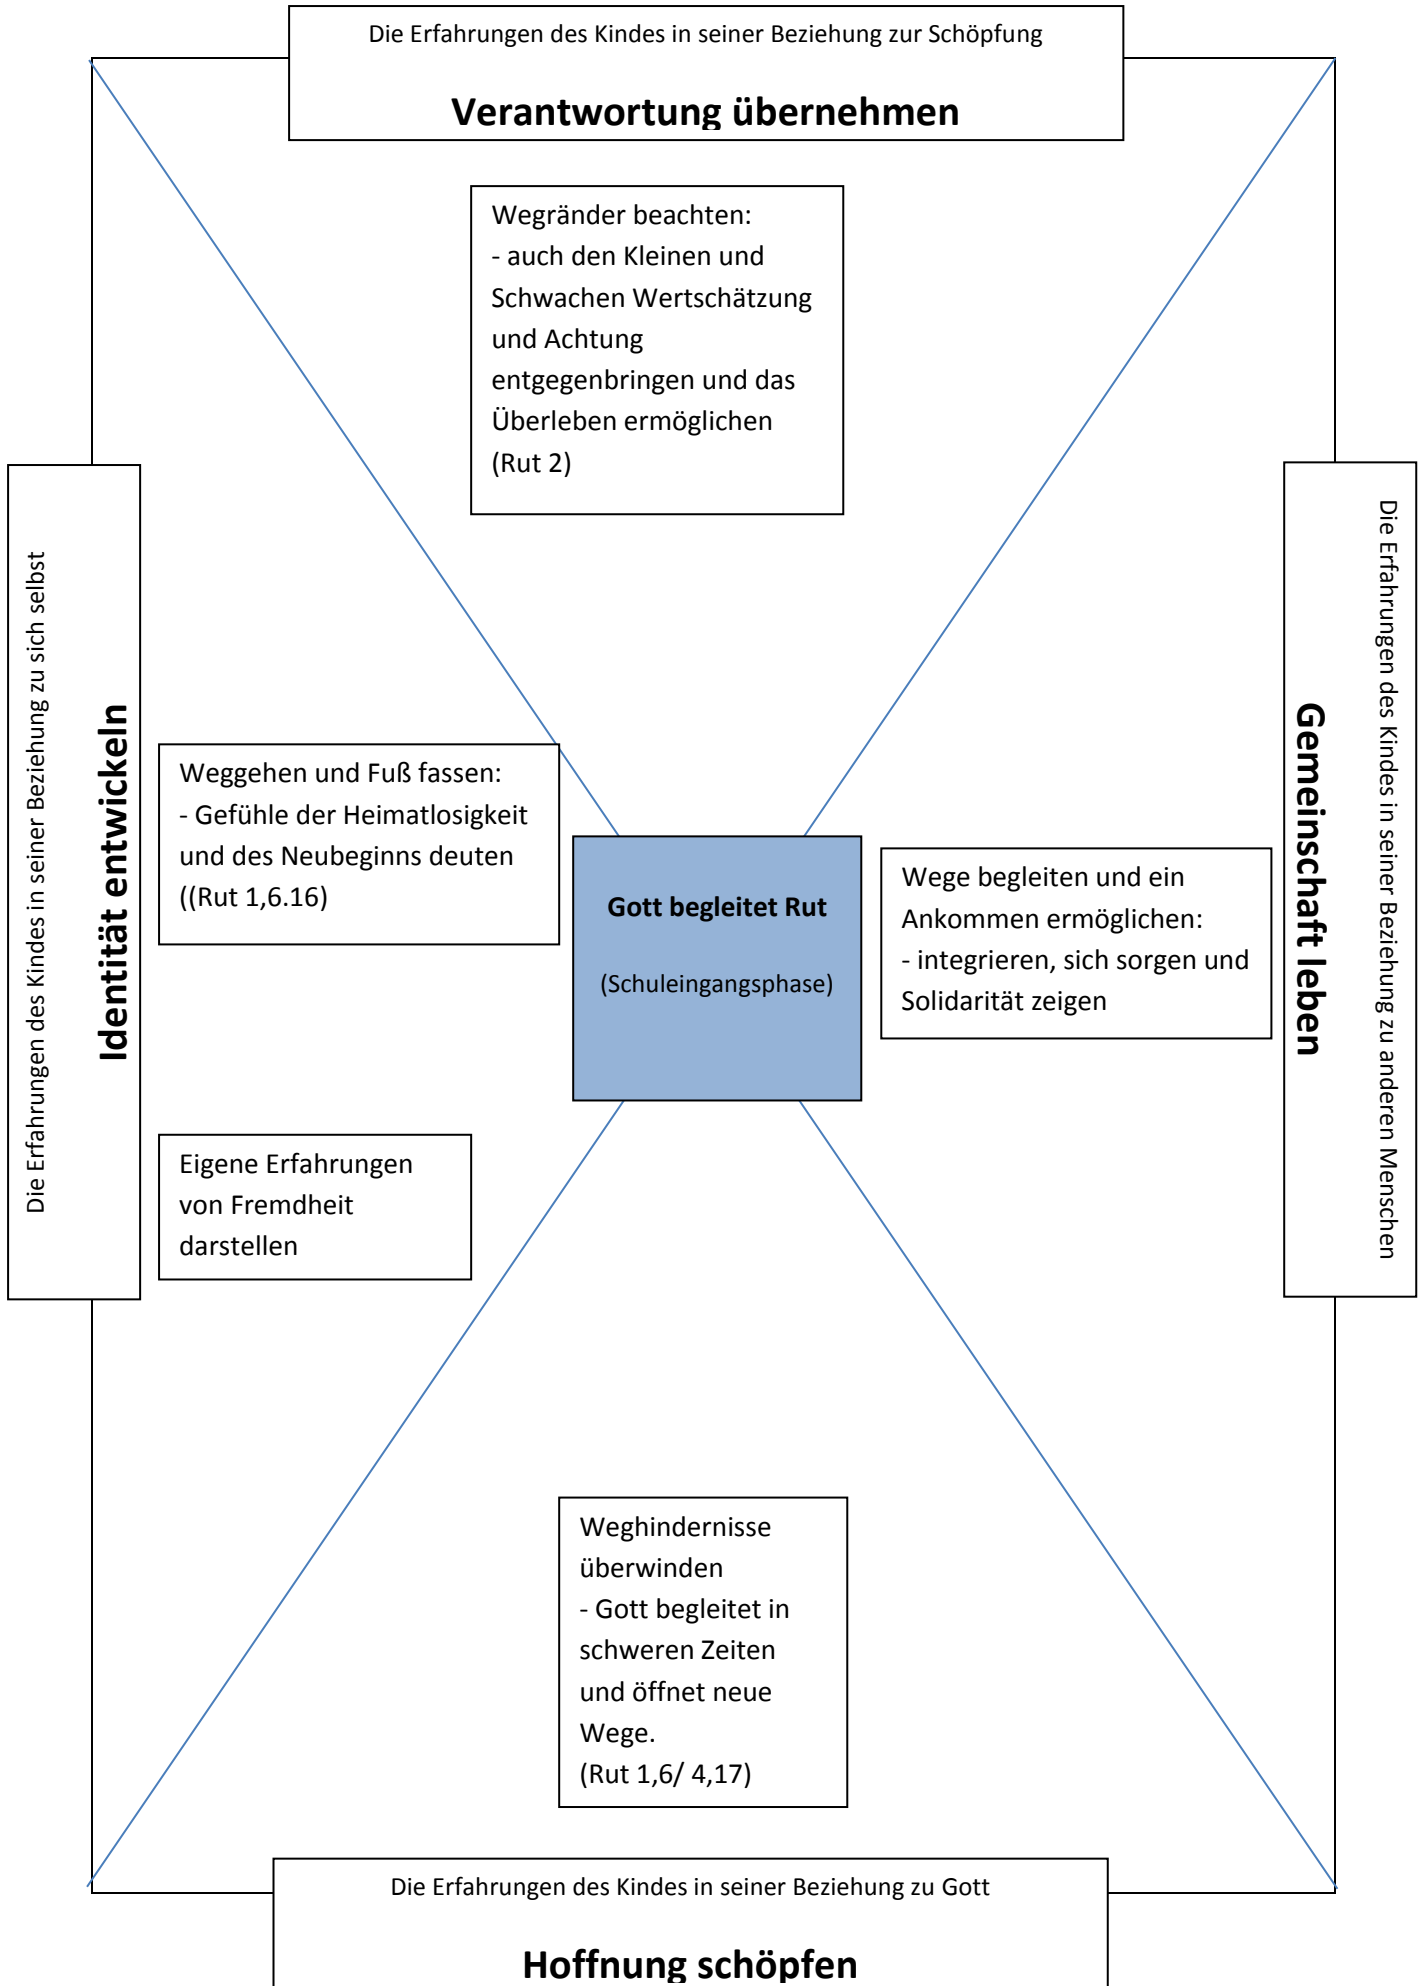 Die Erfahrungen des Kindes in seiner Beziehung zur Schöpfung
Verantwortung übernehmen
Wegränder beachten:
- auch den Kleinen und
Schwachen Wertschätzung
und Achtung
entgegenbringen und das
Überleben ermöglichen
(Rut 2)
Die Erfahrungen des Kindes in seiner Beziehung zu sich selbst
Identität entwickeln
Weggehen und Fuß fassen:
- Gefühle der Heimatlosigkeit
und des Neubeginns deuten
((Rut 1,6.16)
Eigene Erfahrungen
von Fremdheit
darstellen
Gott begleitet Rut
(Schuleingangsphase)
Wege begleiten und ein
Ankommen ermöglichen:
- integrieren, sich sorgen und
Solidarität zeigen
Die Erfahrungen des Kindes in seiner Beziehung zu anderen Menschen
Gemeinschaft leben
Weghindernisse
überwinden
- Gott begleitet in
schweren Zeiten
und öffnet neue
Wege.
(Rut 1,6/ 4,17)
Die Erfahrungen des Kindes in seiner Beziehung zu Gott
Hoffnung schöpfen